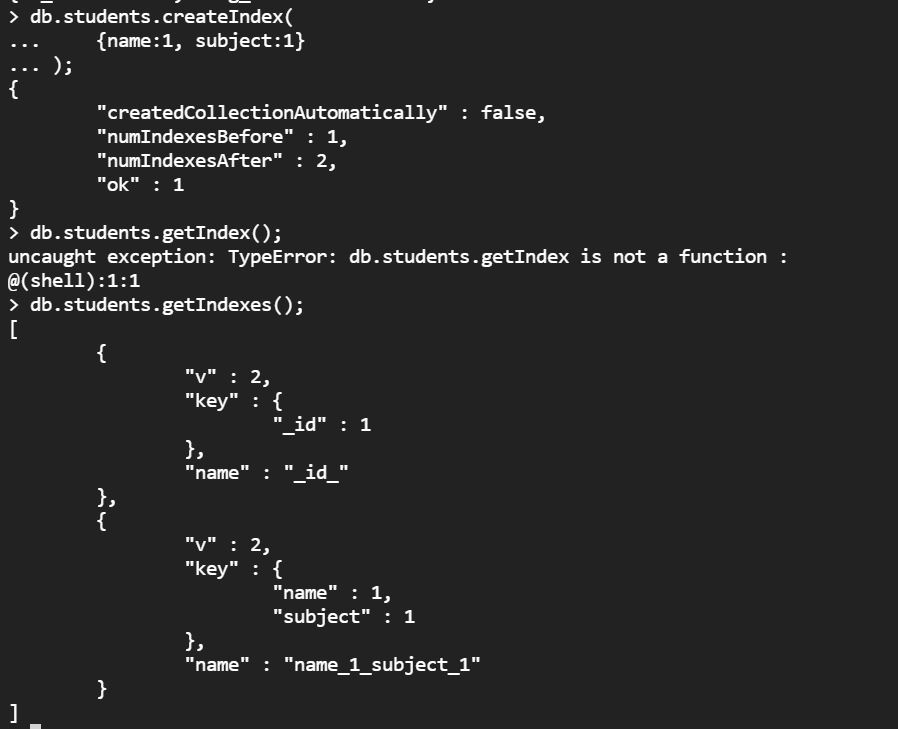 > db.students.createIndex(
...     {name:1, subject:1}
... );
{
        "createdCollectionAutomatically" : false,
        "numIndexesBefore" : 1,
        "numIndexesAfter" : 2,
        "ok" : 1
}
> db.students.getIndex();
uncaught exception: TypeError: db.students.getIndex is not a function :
@(shell):1:1
> db.students.getIndexes();
[
        {
                "v" : 2,
                "key" : {
                        "_id" : 1
                },
                "name" : "_id_"
        },
        {
                "v" : 2,
                "key" : {
                        "name" : 1,
                        "subject" : 1
                },
                "name" : "name_1_subject_1"
        }
]